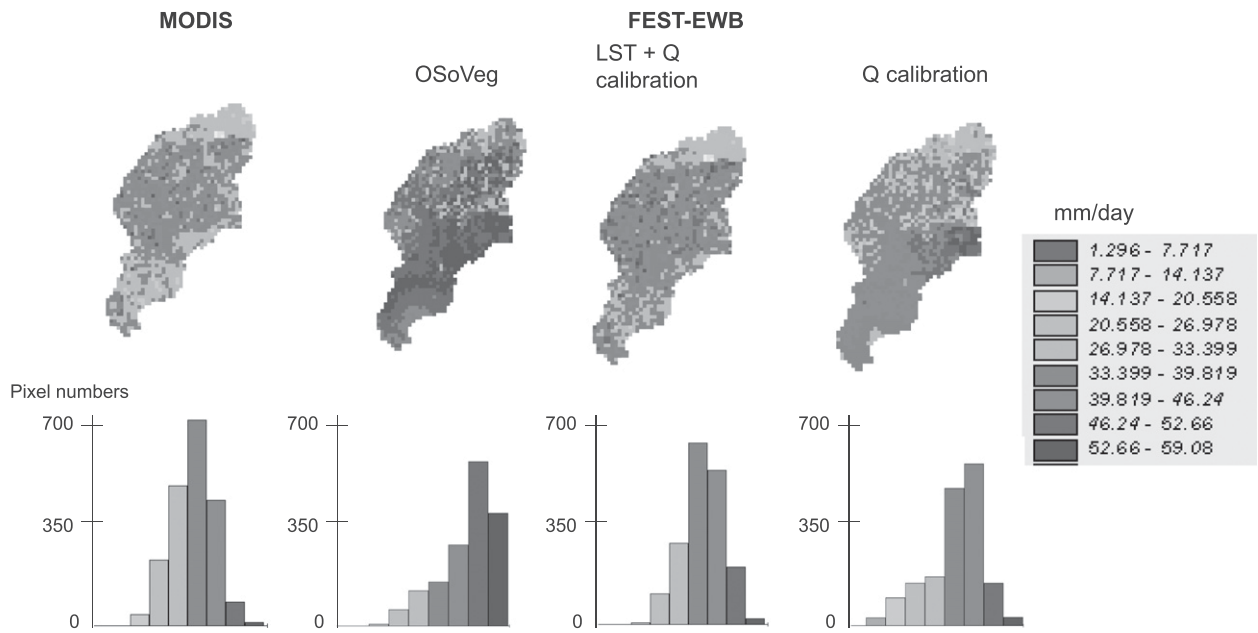 MODIS
FEST-EWB
OSoVeg
LST + Q
calibration
Q calibration
mm/day
1.296 - 7.717
7.717 - 14.137
14.137 - 20.558
20.558 - 26.978
26.978 - 33.399
33.399 - 39.819
39.819 - 46.24
46.24 - 52.66
52.66 - 59.08
Pixel numbers
700
350
0
700
350
0
700
350
0
700
350
0